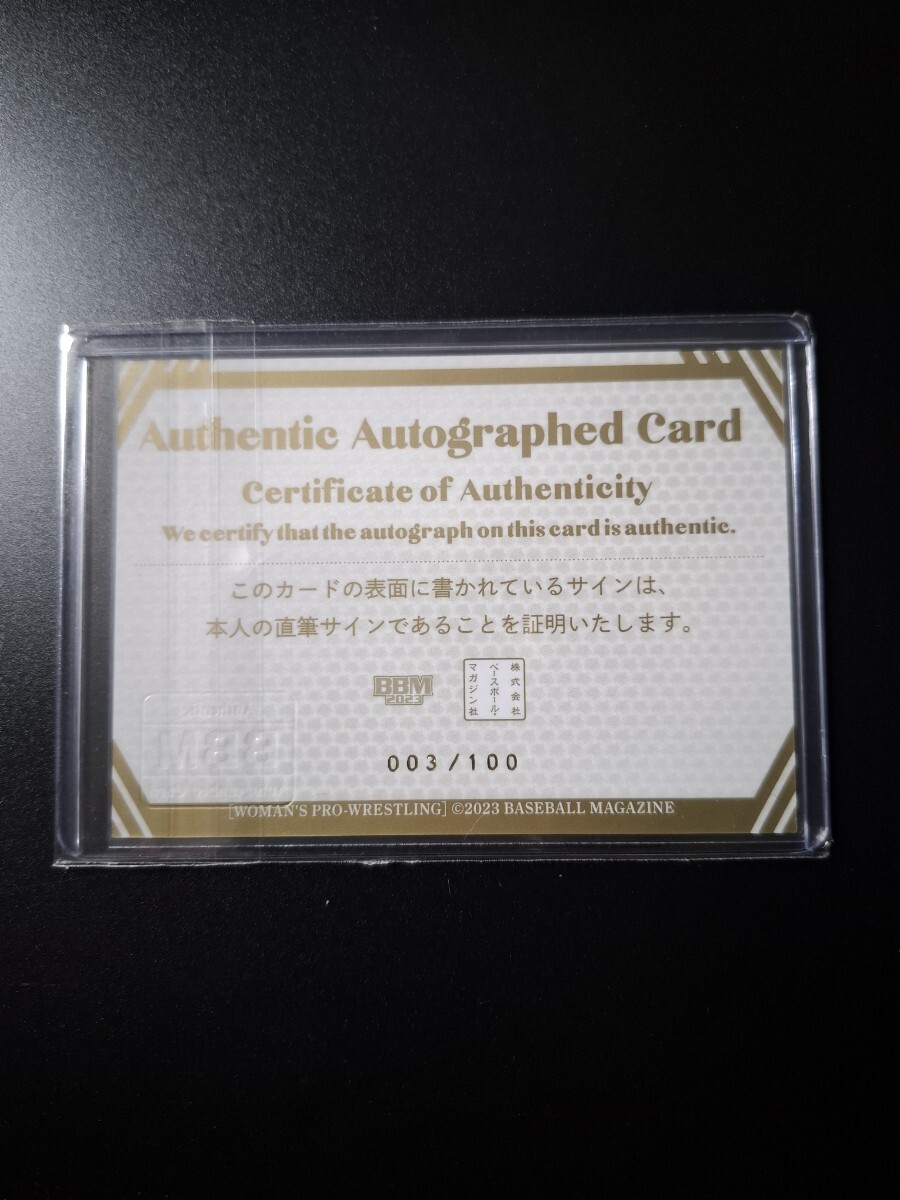 Authentic Autographed Card
Certificate of Authenticity
We certify that the autograph on this card is authentic.
このカードの表面に書かれているサインは、
本人の直筆サインであることを証明いたします。
BBM
2023
株式会社
ベースボール・
マガジン社
003/100
BBM
[WOMAN'S PRO-WRESTLING] ©2023 BASEBALL MAGAZINE